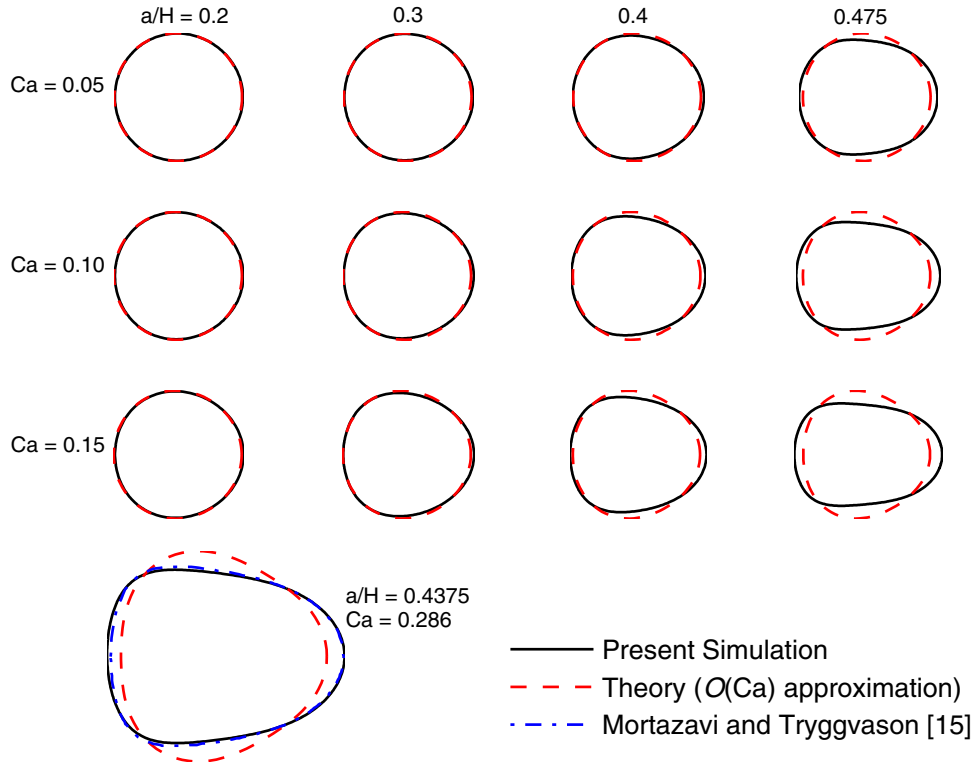 a/H = 0.2 0.3 0.4 0.475
Ca = 0.05
Ca = 0.10
Ca = 0.15
a/H = 0.4375
Ca = 0.286
Present Simulation
Theory (O(Ca) approximation)
Mortazavi and Tryggvason [15]